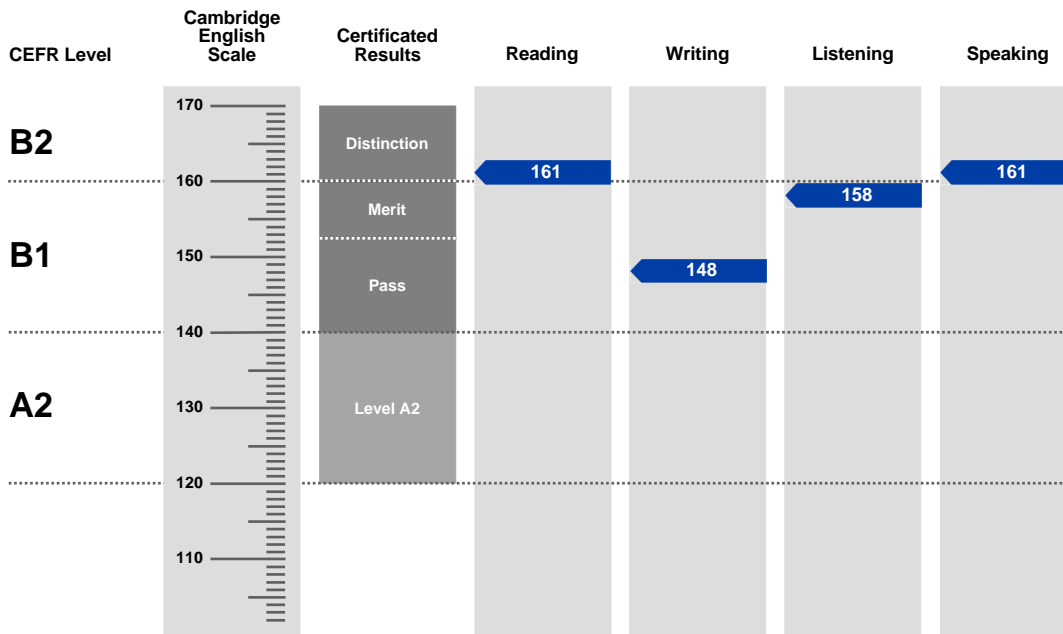 CEFR Level
Cambridge
English
Scale
Certificated
Results
Reading
Writing
Listening
Speaking
170
B2
Distinction
161
161
160
158
Merit
B1
150
148
Pass
140
A2
130
Level A2
120
110